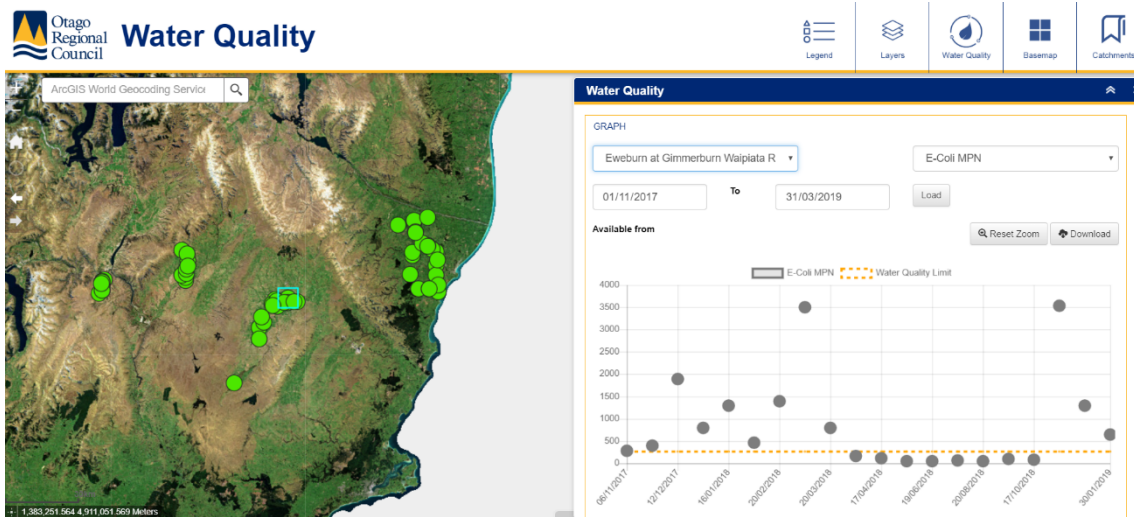 Otago
Regional
Council
Water Quality
Legend
Layers
Water Quality
Basemap
Catchments
ArcGIS World Geocoding Service
1,383,251.564 4,911,051.569 Meters
Water Quality
GRAPH
Eweburn at Gimmerburn Waipiata R
E-Coli MPN
01/11/2017
To
31/03/2019
Load
Available from
Reset Zoom
Download
E-Coli MPN
Water Quality Limit
4000
3500
3000
2500
2000
1500
1000
500
0
06/11/2017
12/12/2017
16/01/2018
20/02/2018
20/03/2018
17/04/2018
19/06/2018
20/08/2018
17/10/2018
30/01/2019